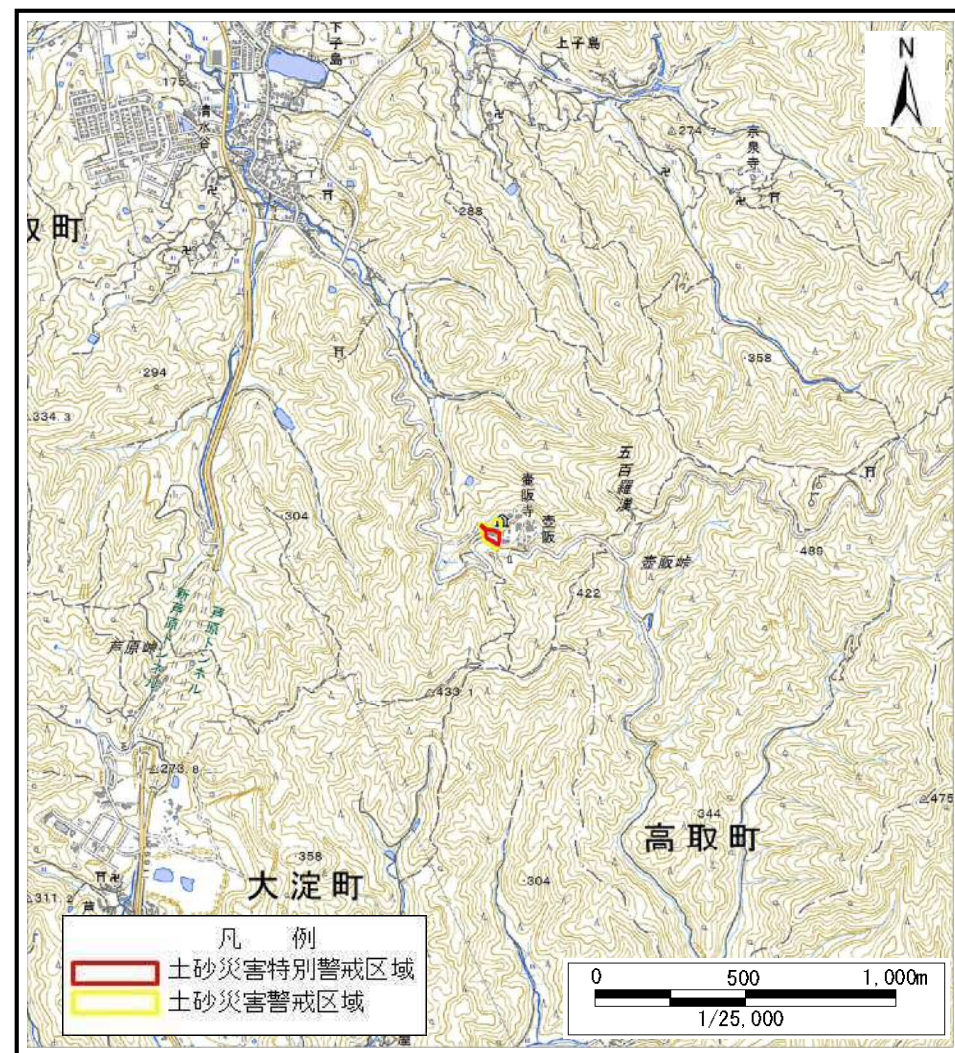 下子島
上子島
N
175
清水谷
274.7
宗泉寺
288
取町
358
294
334.3
五百羅漢
壷阪寺
壺阪
304
489
壺阪峠
422
芦原トンネル
新芦原トンネル
芦原峠
433.1
273.8
475
344
高取町
358
大淀町
304
311.2
芦
凡 例
土砂災害特別警戒区域
土砂災害警戒区域
0 500 1,000m
1/25,000